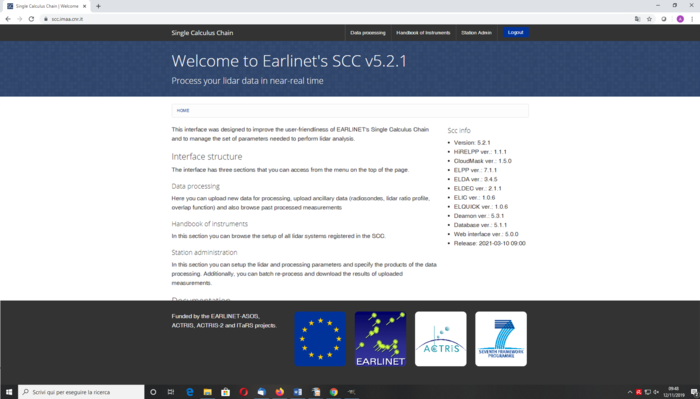 Single Calculus Chain | Welcome
scc.imaa.cnr.it
Single Calculus Chain
Data processing
Handbook of Instruments
Station Admin
Logout
Welcome to Earlinet's SCC v5.2.1
Process your lidar data in near-real time
HOME
This interface was designed to improve the user-friendliness of EARLINET's Single Calculus Chain
and to manage the set of parameters needed to perform lidar analysis.
Interface structure
The interface has three sections that you can access from the menu on the top of the page.
Data processing
Here you can upload new data for processing, upload ancillary data (radiosondes, lidar ratio profile,
overlap function) and also browse past processed measurements
Handbook of instruments
In this section you can browse the setup of all lidar systems registered in the SCC.
Station administration
In this section you can setup the lidar and processing parameters and specify the products of the data
processing. Additionally, you can batch re-process and download the results of uploaded
measurements.
Documentation
Scc info
Version: 5.2.1
HiRELPP ver.: 1.1.1
CloudMask ver.: 1.5.0
ELPP ver.: 7.1.1
ELDA ver.: 3.4.5
ELDEC ver.: 2.1.1
ELIC ver.: 1.0.6
ELQUICK ver.: 1.0.6
Deamon ver.: 5.3.1
Database ver.: 5.1.1
Web interface ver.: 5.0.0
Release: 2021-03-10 09:00
Funded by the EARLINET-ASOS,
ACTRIS, ACTRIS-2 and ITaRS projects.
EARLINET
ACTRIS
SEVENTH FRAMEWORK
PROGRAMME
Scrivi qui per eseguire la ricerca
09:48
12/11/2019